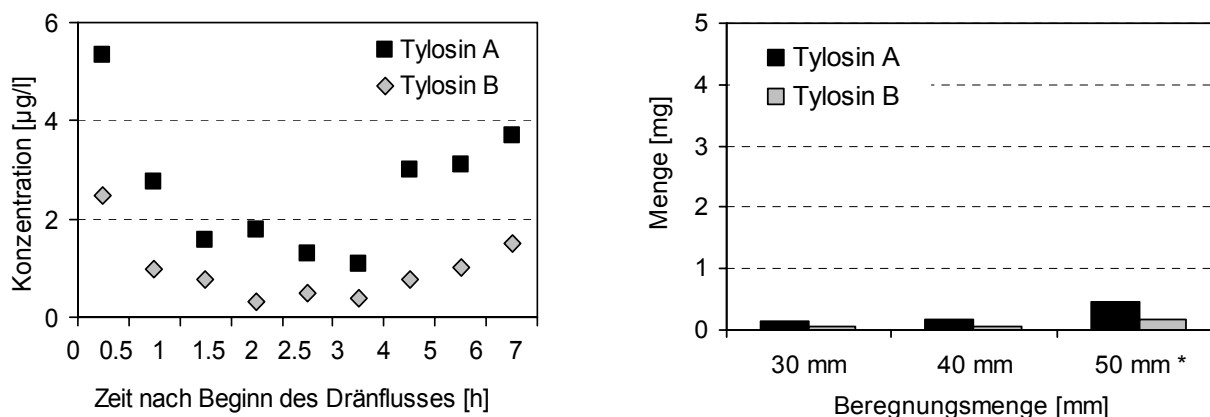 Konzentration [µg/l]
6
4
2
0
Tylosin A
Tylosin B
0 0.5 1 1.5 2 2.5 3 4 5 6 7
Zeit nach Beginn des Dränflusses [h]
Menge [mg]
5
4
3
2
1
0
Tylosin A
Tylosin B
30 mm 40 mm 50 mm *
Beregnungsmenge [mm]